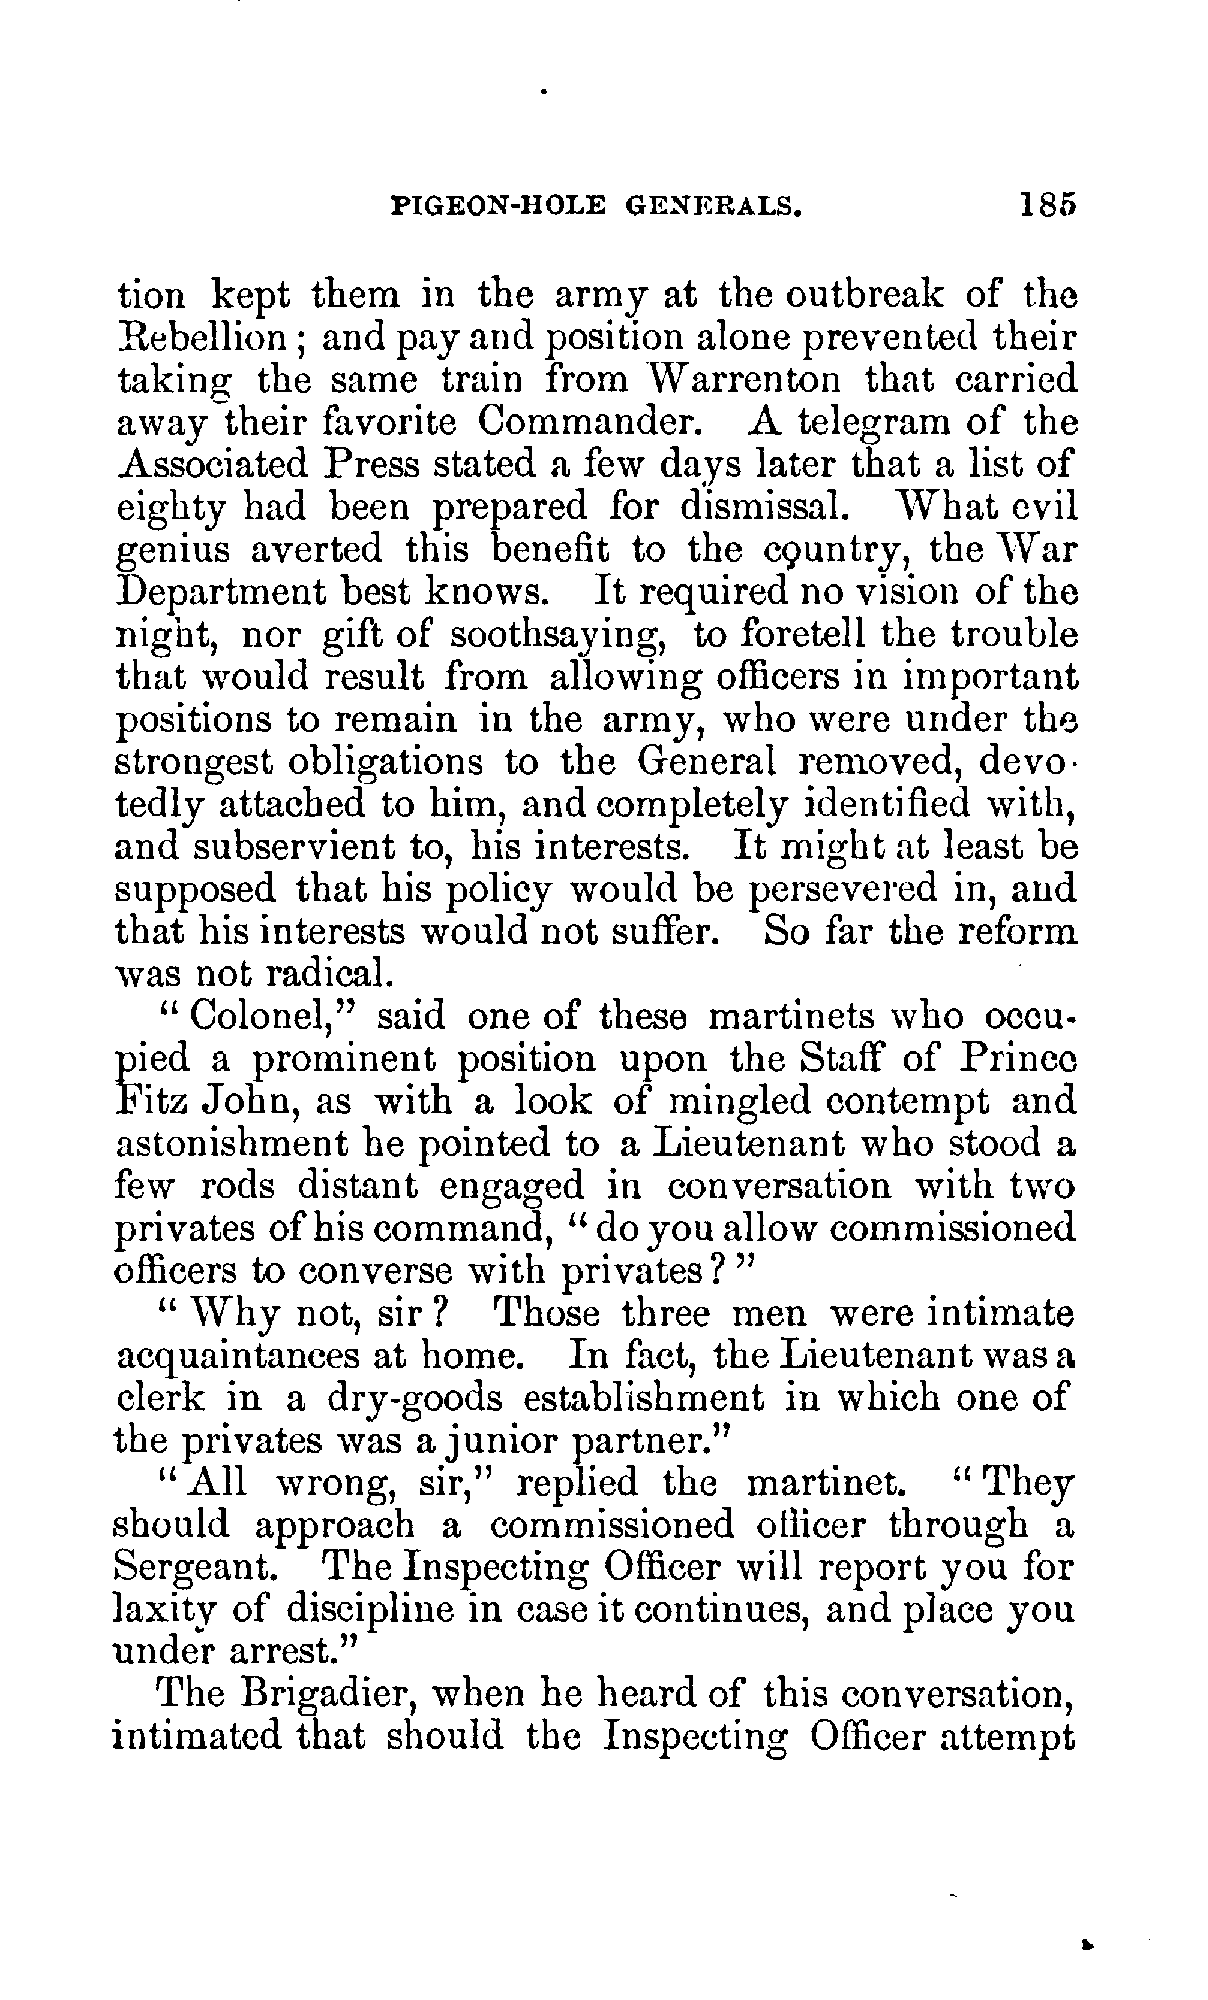 PIGEON-HOLE GENERALS. 185
tion kept them in the army at the outbreak of the
Rebellion; and pay and position alone prevented their
taking the same train from Warrenton that carried
away their favorite Commander. A telegram of the
Associated Press stated a few days later that a list of
eighty had been prepared for dismissal. What evil
genius averted this benefit to the country, the War
Department best knows. It required no vision of the
night, nor gift of soothsaying, to foretell the trouble
that would result from allowing officers in important
positions to remain in the army, who were under the
strongest obligations to the General removed, devo-
tedly attached to him, and completely identified with,
and subservient to, his interests. It might at least be
supposed that his policy would be persevered in, and
that his interests would not suffer. So far the reform
was not radical.
"Colonel," said one of these martinets who occu-
pied a prominent position upon the Staff of Prince
Fitz John, as with a look of mingled contempt and
astonishment he pointed to a Lieutenant who stood a
few rods distant engaged in conversation with two
privates of his command, "do you allow commissioned
officers to converse with privates?"
"Why not, sir? Those three men were intimate
acquaintances at home. In fact, the Lieutenant was a
clerk in a dry-goods establishment in which one of
the privates was a junior partner."
"All wrong, sir," replied the martinet. "They
should approach a commissioned officer through a
Sergeant. The Inspecting Officer will report you for
laxity of discipline in case it continues, and place you
under arrest."
The Brigadier, when he heard of this conversation,
intimated that should the Inspecting Officer attempt